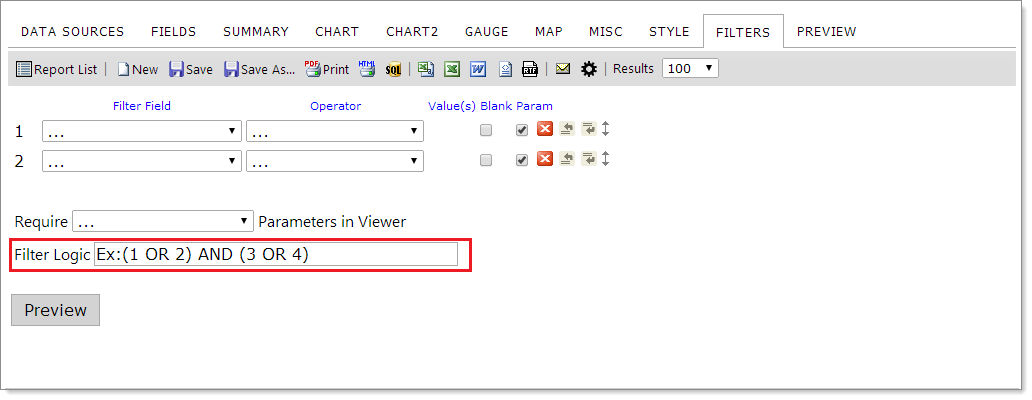 DATA SOURCES FIELDS SUMMARY CHART CHART2 GAUGE MAP MISC STYLE FILTERS PREVIEW
Report List New Save Save As... PDF Print HTML SQL RTF Results 100
Filter Field Operator Value(s) Blank Param
1 ... ...
2 ... ...
Require ... Parameters in Viewer
Filter Logic Ex:(1 OR 2) AND (3 OR 4)
Preview